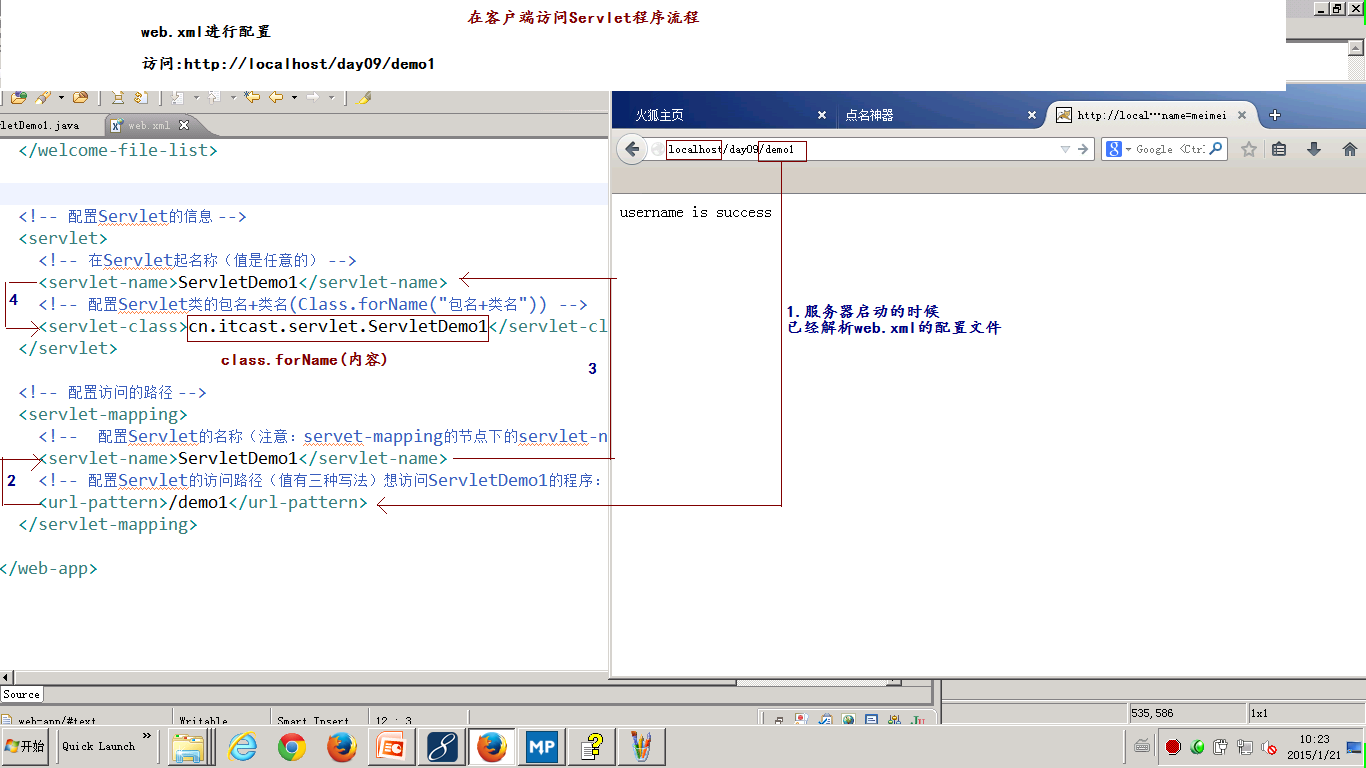 在客户端访问Servlet程序流程
web.xml进行配置
访问:http://localhost/day09/demo1
letDemo1.java
web.xml
</welcome-file-list>
<!-- 配置Servlet的信息 -->
<servlet>
<!-- 在Servlet起名称（值是任意的） -->
<servlet-name>ServletDemo1</servlet-name>
4
<!-- 配置Servlet类的包名+类名(Class.forName("包名+类名")) -->
<servlet-class>cn.itcast.servlet.ServletDemo1</servlet-cl
</servlet>
class.forName(内容)
3
<!-- 配置访问的路径 -->
<servlet-mapping>
<!-- 配置Servlet的名称（注意：servet-mapping的节点下的servlet-n
<servlet-name>ServletDemo1</servlet-name>
2
<!-- 配置Servlet的访问路径（值有三种写法）想访问ServletDemo1的程序：
<url-pattern>/demo1</url-pattern>
</servlet-mapping>
</web-app>
Source
web-app/#text
Writable
Smart Insert
12 : 3
火狐主页
点名神器
http://local…name=meimei
localhost/day09/demo1
Google <Ctr
username is success
1.服务器启动的时候
已经解析web.xml的配置文件
535,586
1x1
开始
Quick Launch
MP
10:23
2015/1/21